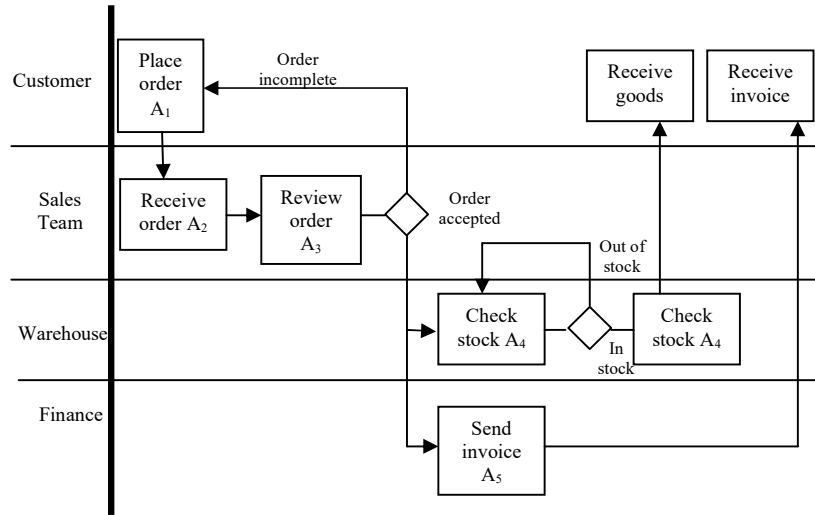 Customer
Place
order
A₁
Order
incomplete
Receive
goods
Receive
invoice
Sales
Team
Receive
order A₂
Review
order
A₃
Order
accepted
Out of
stock
Warehouse
Check
stock A₄
In
stock
Check
stock A₄
Finance
Send
invoice
A₅